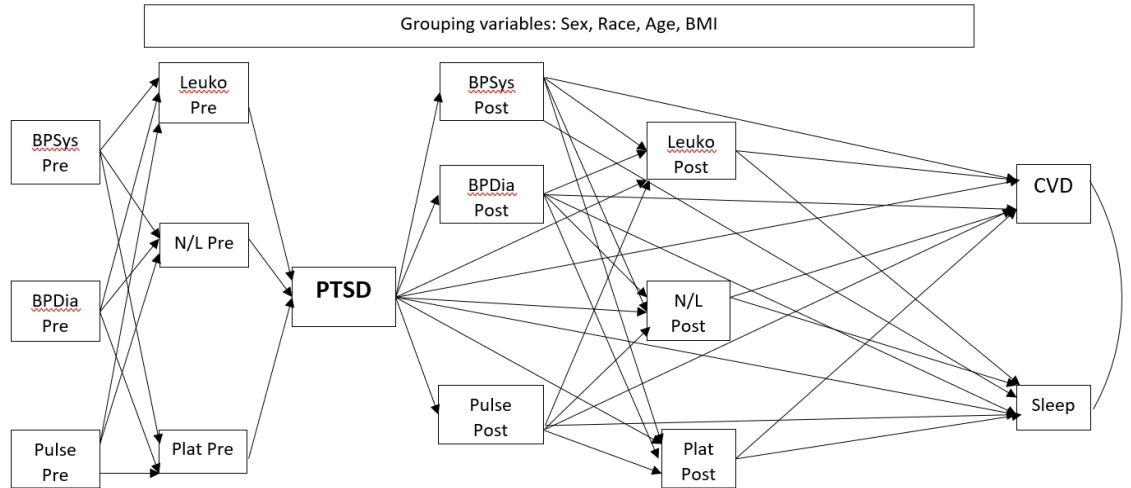 Grouping variables: Sex, Race, Age, BMI
Leuko
Pre
BPSys
Pre
N/L Pre
BPDia
Pre
Pulse
Pre
Plat Pre
PTSD
BPSys
Post
BPDia
Post
Pulse
Post
Leuko
Post
N/L
Post
Plat
Post
CVD
Sleep